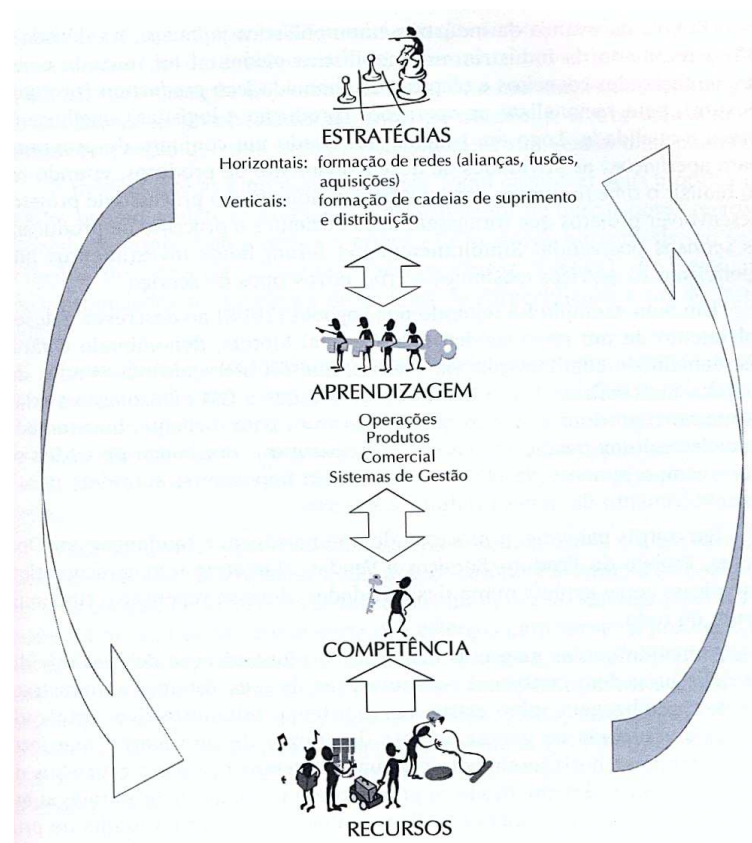 ESTRATÉGIAS
Horizontais: formação de redes (alianças, fusões,
aquisições)
Verticais: formação de cadeias de suprimento
e distribuição
APRENDIZAGEM
Operações
Produtos
Comercial
Sistemas de Gestão
COMPETÊNCIA
RECURSOS